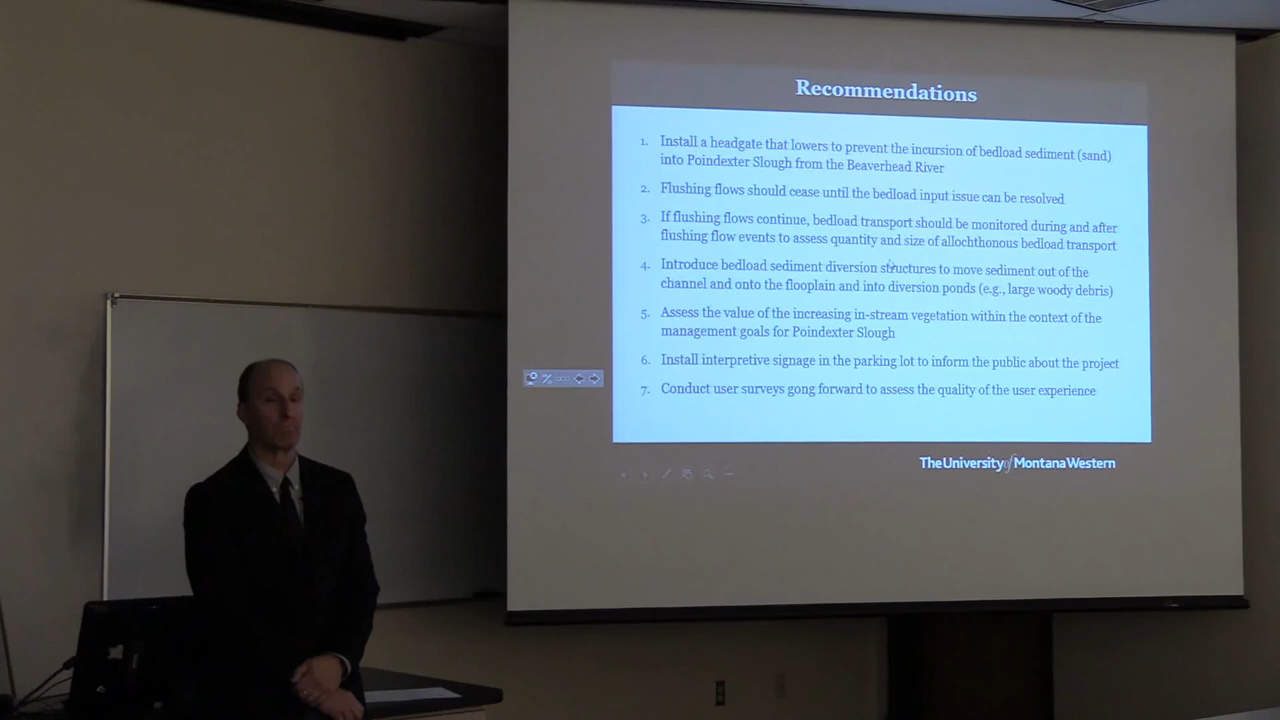 Recommendations
1. Install a headgate that lowers to prevent the incursion of bedload sediment (sand)
into Poindexter Slough from the Beaverhead River
2. Flushing flows should cease until the bedload input issue can be resolved
3. If flushing flows continue, bedload transport should be monitored during and after
flushing flow events to assess quantity and size of allochthonous bedload transport
4. Introduce bedload sediment diversion structures to move sediment out of the
channel and onto the flooplain and into diversion ponds (e.g., large woody debris)
5. Assess the value of the increasing in-stream vegetation within the context of the
management goals for Poindexter Slough
6. Install interpretive signage in the parking lot to inform the public about the project
7. Conduct user surveys gong forward to assess the quality of the user experience
The University of Montana Western